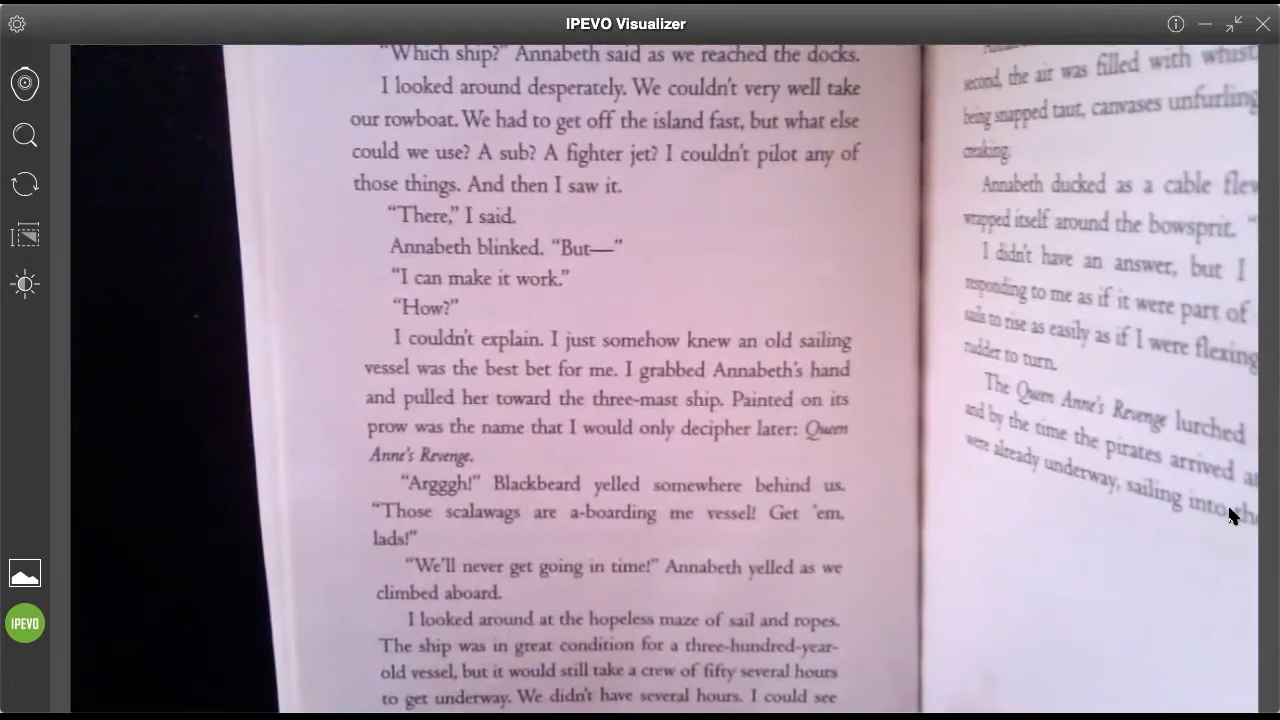 IPEVO Visualizer
"Which ship?" Annabeth said as we reached the docks.
I looked around desperately. We couldn't very well take
our rowboat. We had to get off the island fast, but what else
could we use? A sub? A fighter jet? I couldn't pilot any of
those things. And then I saw it.
"There," I said.
Annabeth blinked. "But—"
"I can make it work."
"How?"
I couldn't explain. I just somehow knew an old sailing
vessel was the best bet for me. I grabbed Annabeth's hand
and pulled her toward the three-mast ship. Painted on its
prow was the name that I would only decipher later: Queen
Anne's Revenge.
"Argggh!" Blackbeard yelled somewhere behind us.
"Those scalawags are a-boarding me vessel! Get 'em,
lads!"
"We'll never get going in time!" Annabeth yelled as we
climbed aboard.
I looked around at the hopeless maze of sail and ropes.
The ship was in great condition for a three-hundred-year-
old vessel, but it would still take a crew of fifty several hours
to get underway. We didn't have several hours. I could see
second, the air was filled with
being snapped taut, canvases unfurling
creaking.
Annabeth ducked as a cable
wrapped itself around the bowsprit. "
I didn't have an answer, but I
responding to me as if it were part of
sails to rise as easily as if I were flexing
rudder to turn.
The Queen Anne's Revenge lurched
and by the time the pirates arrived
were already underway, sailing into
IPEVO